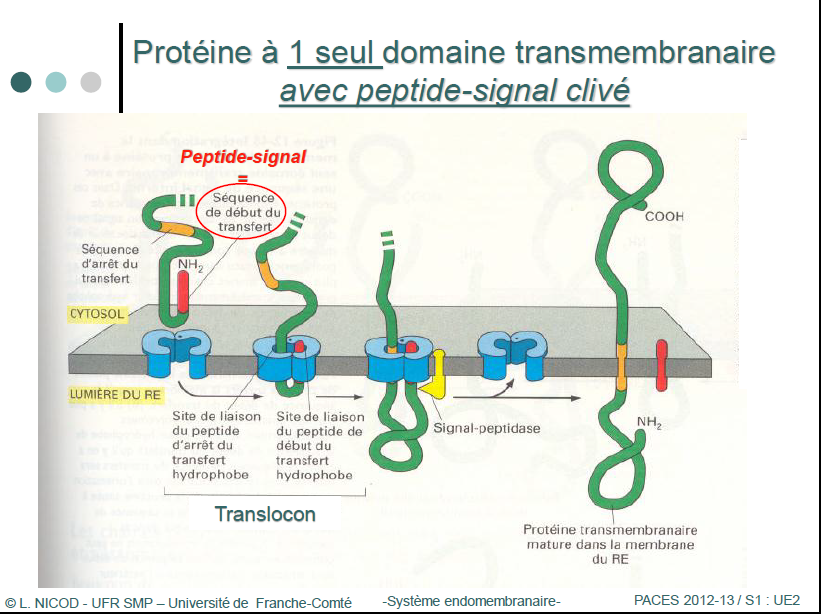 Protéine à 1 seul domaine transmembranaire
avec peptide-signal clivé
Peptide-signal
=
Séquence
de début du
transfert
Séquence
d'arrêt du
transfert
NH2
COOH
CYTOSOL
LUMIÈRE DU RE
Site de liaison
du peptide
d'arrêt du
transfert
hydrophobe
Site de liaison
du peptide de
début du
transfert
hydrophobe
Signal-peptidase
NH2
Translocon
Protéine transmembranaire
mature dans la membrane
du RE
© L. NICOD - UFR SMP – Université de Franche-Comté
-Système endomembranaire-
PACES 2012-13 / S1 : UE2